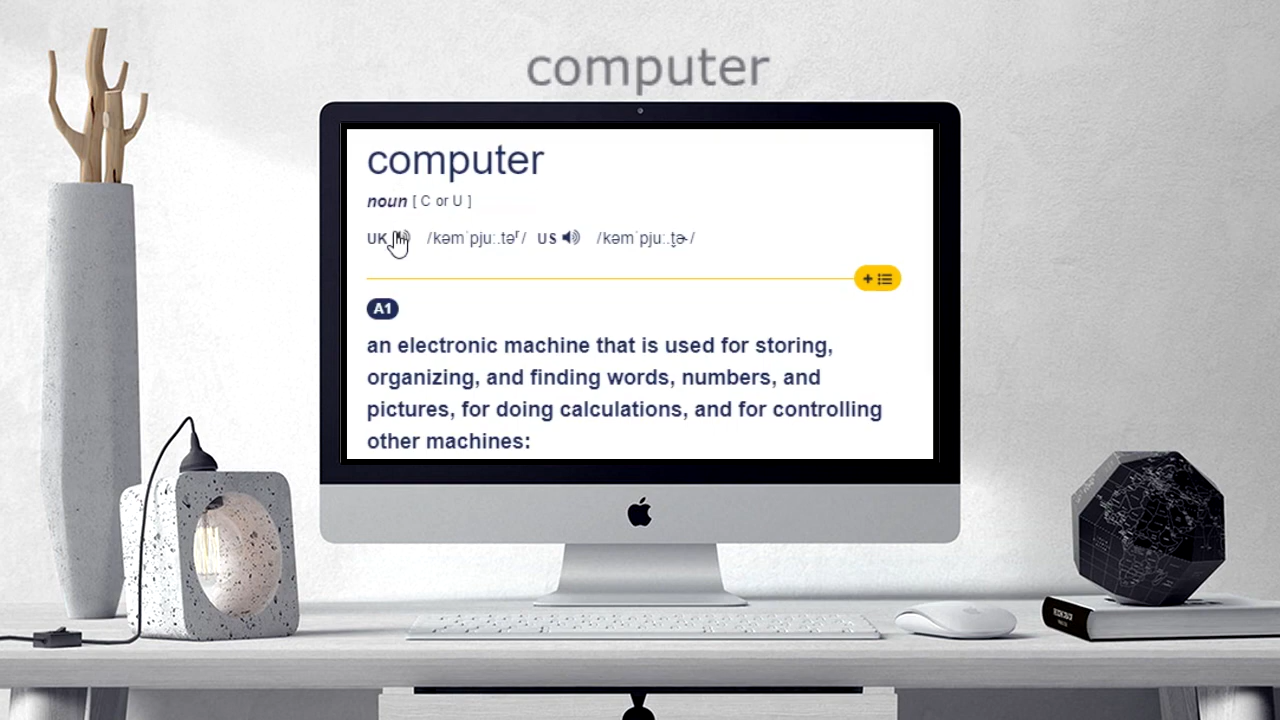 computer
computer
noun [ C or U ]
UK /kəmˈpjuː.tər/ US /kəmˈpjuː.t̬ɚ/
A1
an electronic machine that is used for storing,
organizing, and finding words, numbers, and
pictures, for doing calculations, and for controlling
other machines: